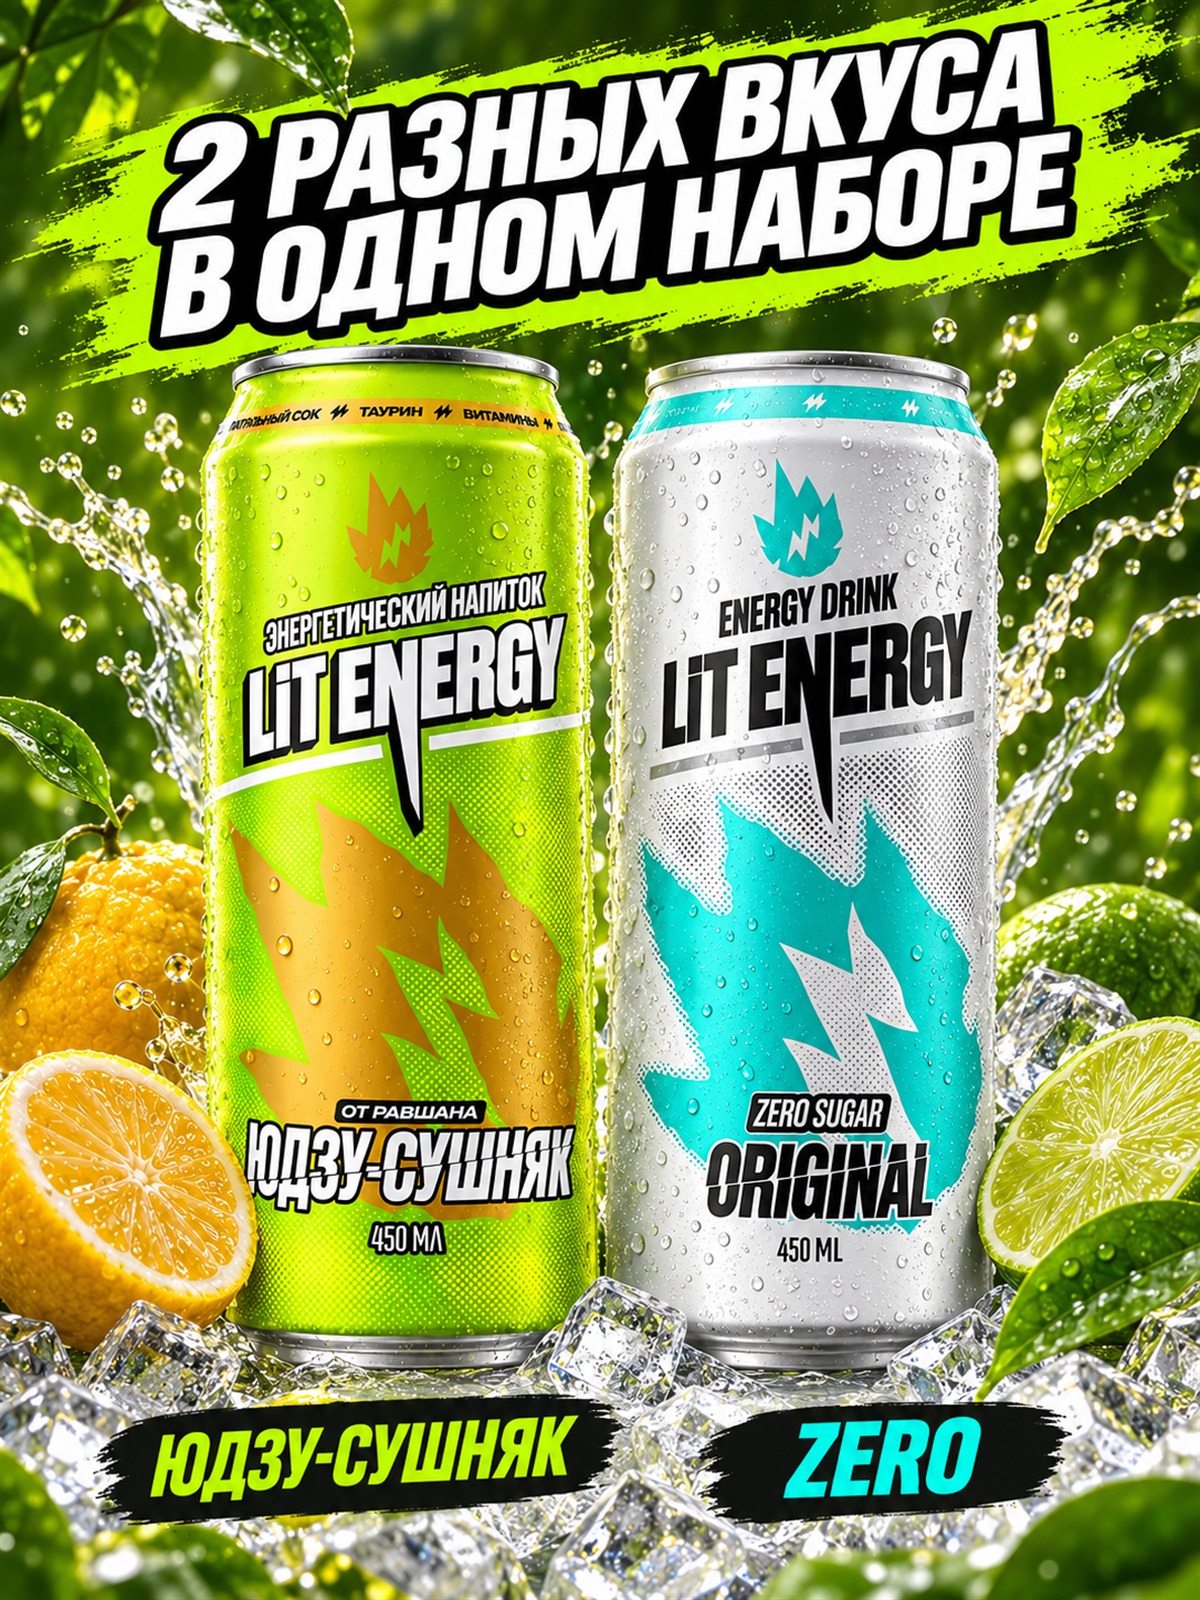 2 РАЗНЫХ ВКУСА
В ОДНОМ НАБОРЕ
ТАУРИН ВИТАМИНЫ
ЭНЕРГЕТИЧЕСКИЙ НАПИТОК
LiT ENERGY
ОТ РАВШАНА
ЮДЗУ-СУШНЯК
450 МЛ
ENERGY DRINK
LiT ENERGY
ZERO SUGAR
ORIGINAL
450 ML
ЮДЗУ-СУШНЯК
ZERO